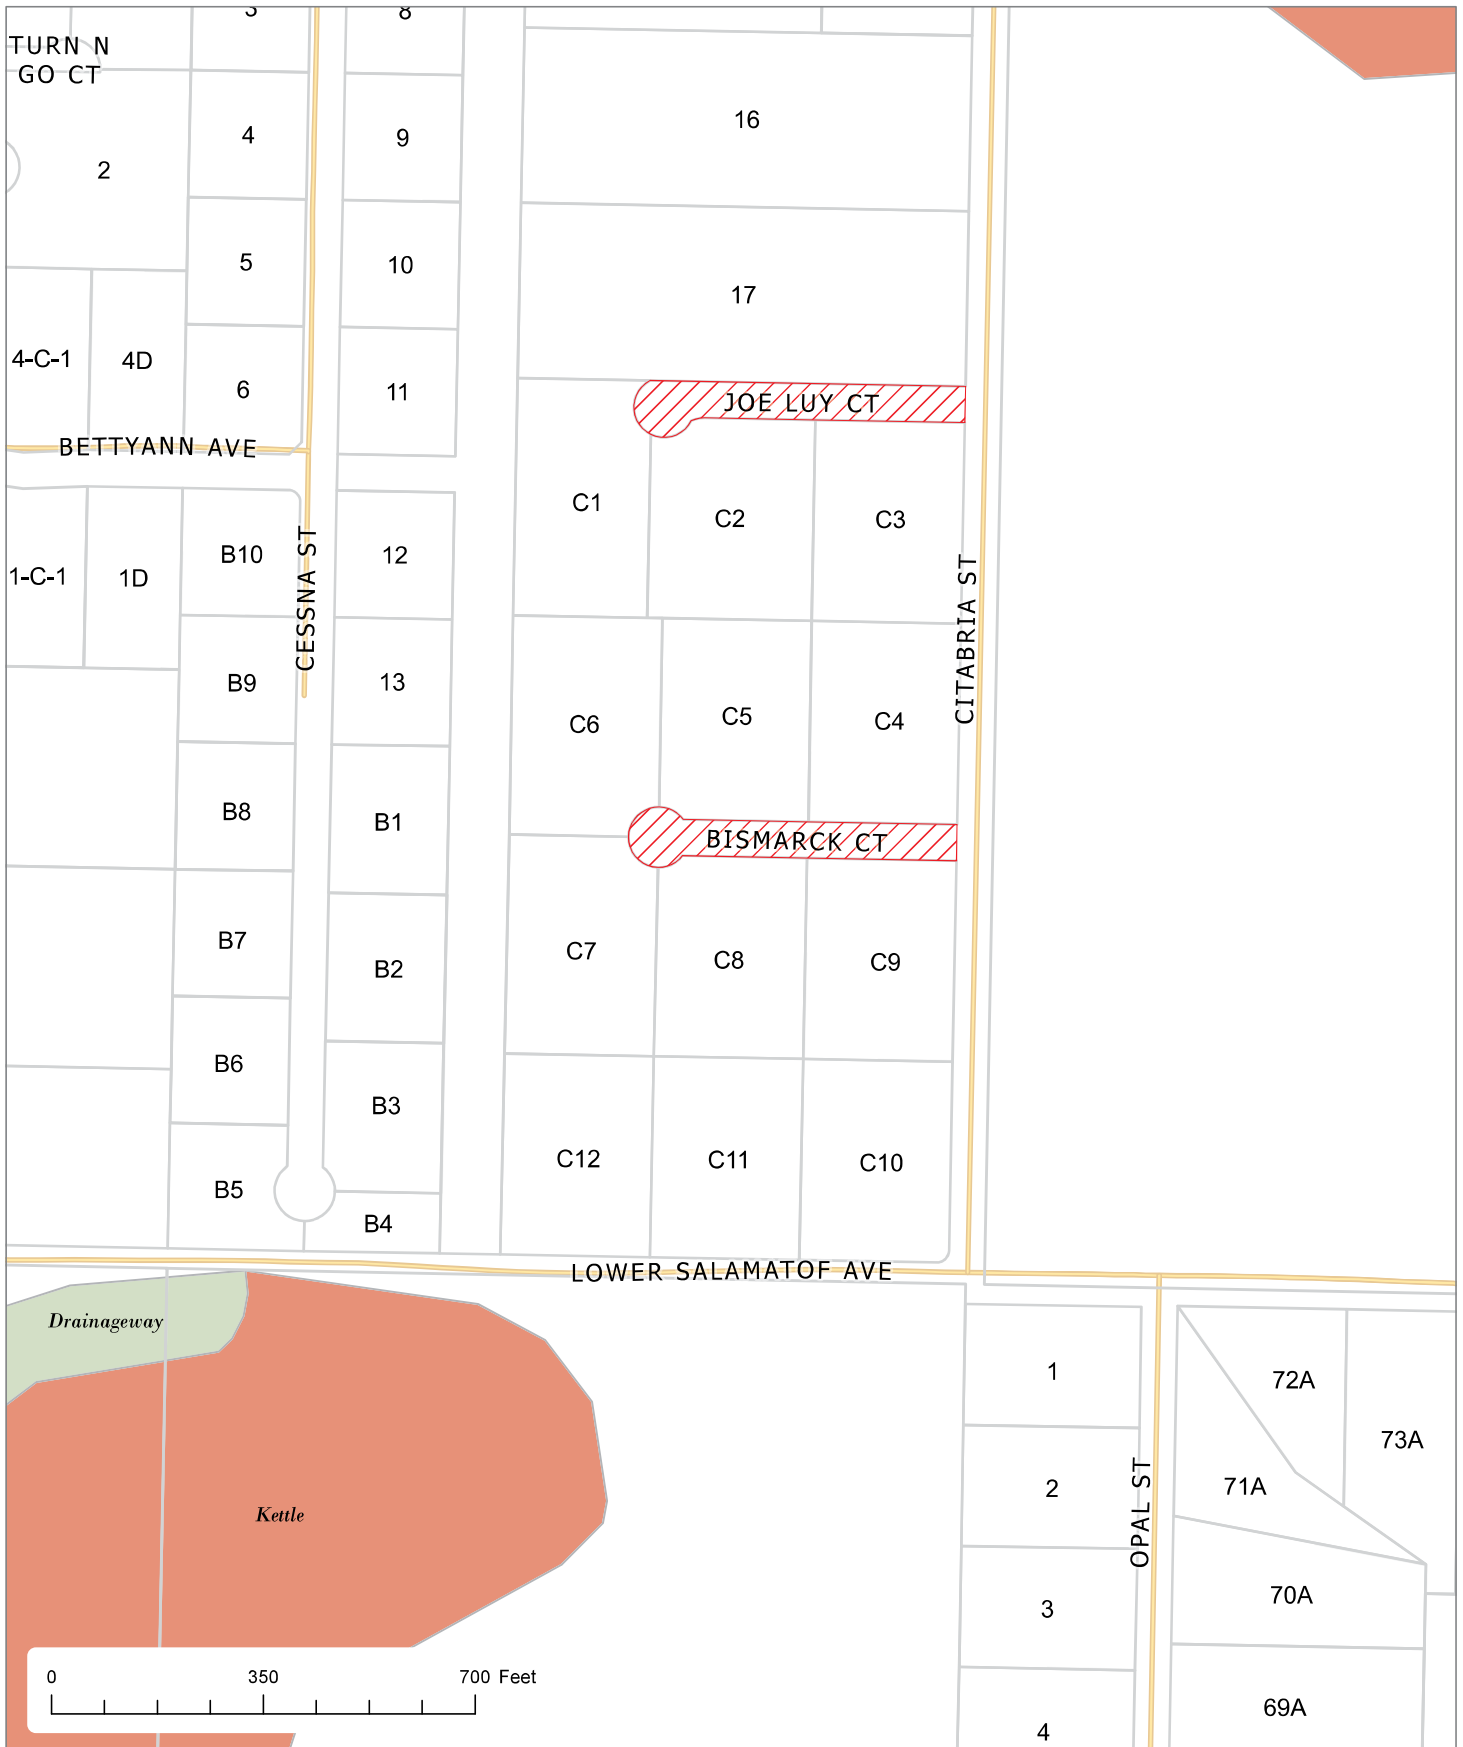 3
8
TURN N
GO CT
16
4
9
2
5
10
17
4-C-1
4D
6
11
JOE LUY CT
BETTYANN AVE
C1
C2
C3
B10
12
1-C-1
1D
CESSNA ST
CITABRIA ST
B9
13
C6
C5
C4
B8
B1
BISMARCK CT
B7
B2
C7
C8
C9
B6
B3
C12
C11
C10
B5
B4
LOWER SALAMATOF AVE
Drainageway
1
72A
73A
2
71A
OPAL ST
Kettle
3
70A
0 350 700 Feet
4
69A